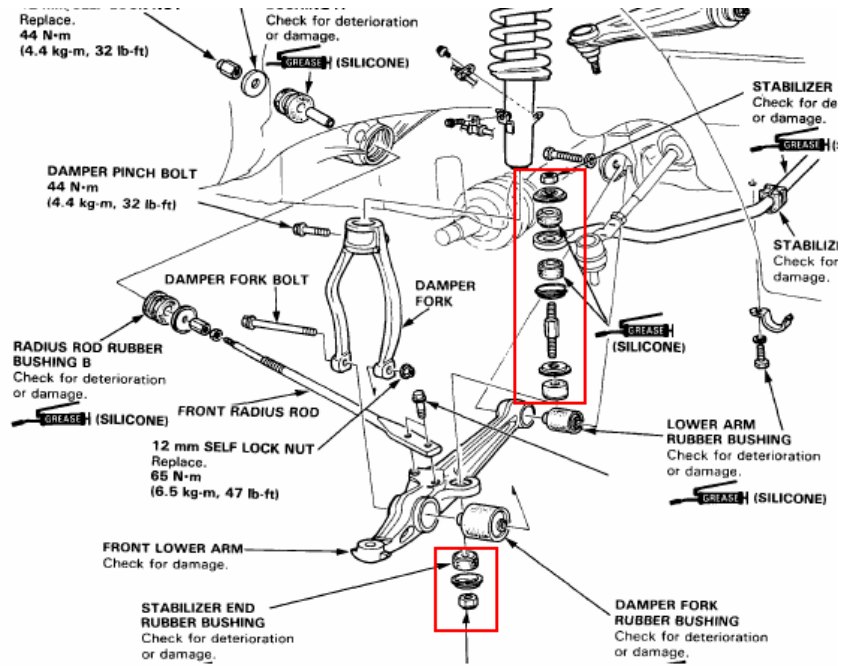 Replace.
44 N·m
(4.4 kg-m, 32 lb-ft)
Check for deterioration
or damage.
GREASE (SILICONE)
STABILIZER
Check for de
or damage.
GREASE
DAMPER PINCH BOLT
44 N·m
(4.4 kg-m, 32 lb-ft)
STABILIZ
Check for
damage.
DAMPER FORK BOLT
DAMPER
FORK
GREASE
(SILICONE)
RADIUS ROD RUBBER
BUSHING B
Check for deterioration
or damage.
GREASE (SILICONE)
FRONT RADIUS ROD
12 mm SELF LOCK NUT
Replace.
65 N·m
(6.5 kg-m, 47 lb-ft)
LOWER ARM
RUBBER BUSHING
Check for deterioration
or damage.
GREASE (SILICONE)
FRONT LOWER ARM
Check for damage.
STABILIZER END
RUBBER BUSHING
Check for deterioration
or damage.
DAMPER FORK
RUBBER BUSHING
Check for deterioration
or damage.